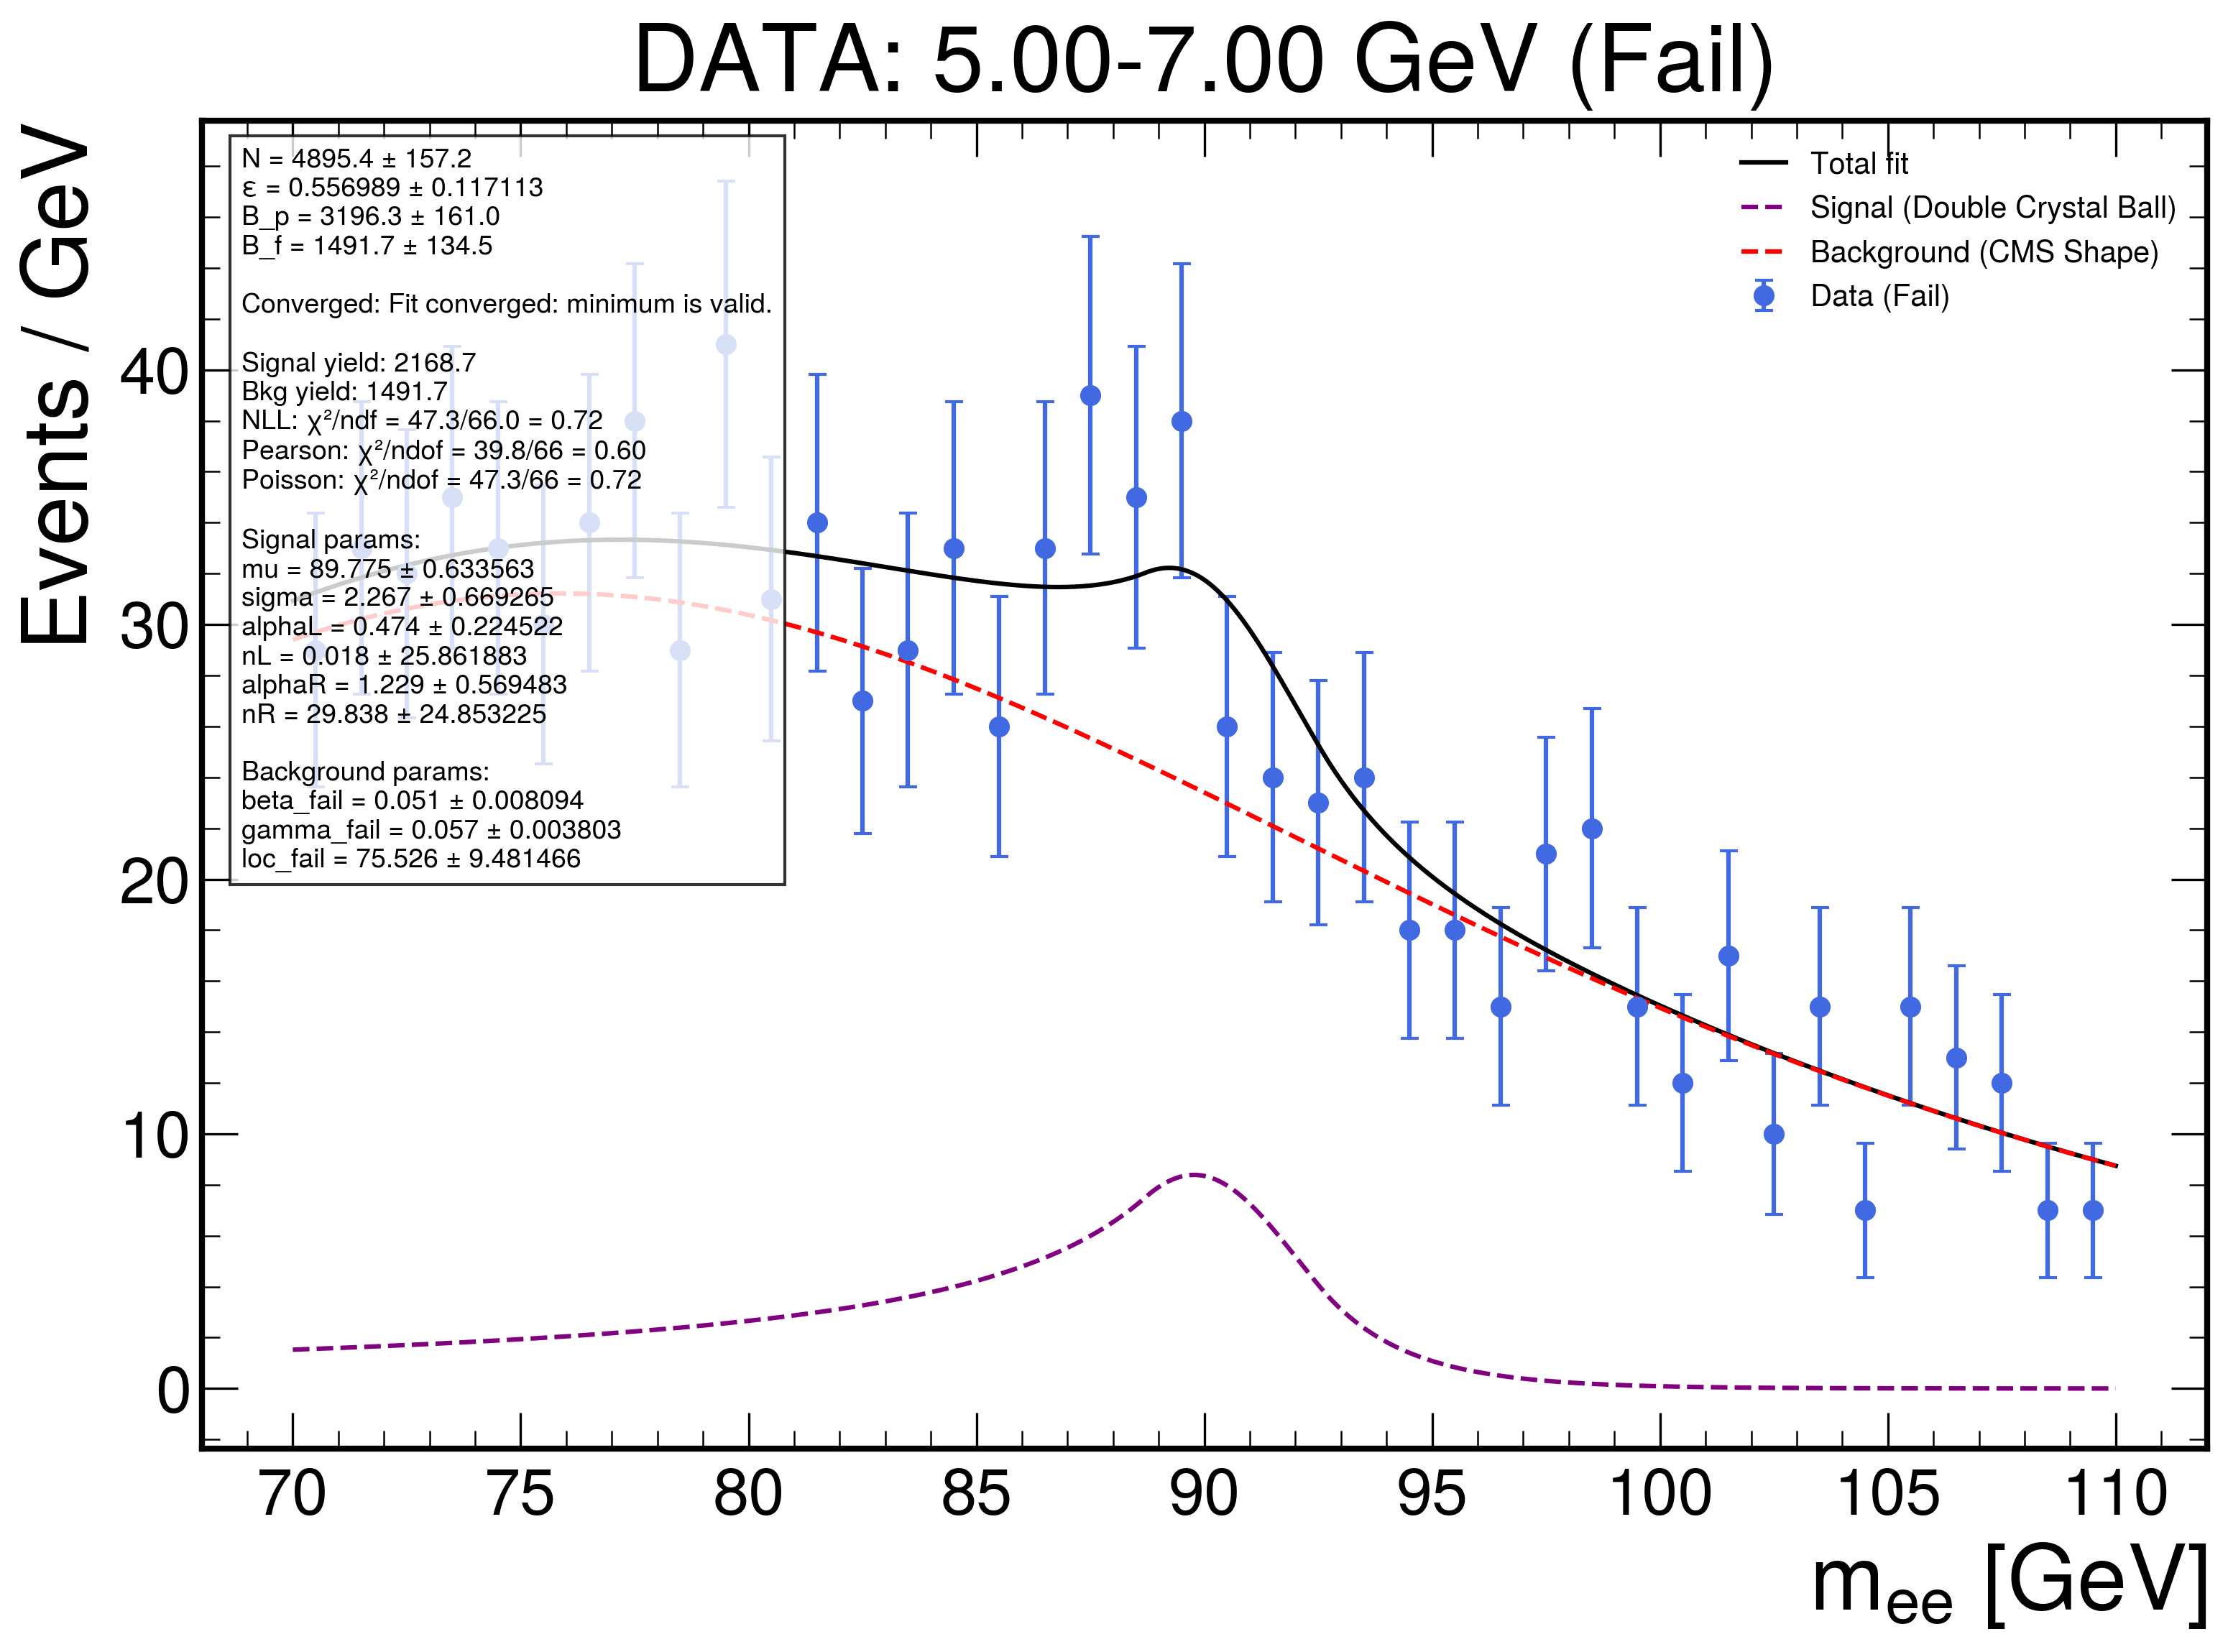 DATA: 5.00-7.00 GeV (Fail)
Events / GeV
N = 4895.4 ± 157.2
ε = 0.556989 ± 0.117113
B_p = 3196.3 ± 161.0
B_f = 1491.7 ± 134.5
Converged: Fit converged: minimum is valid.
Signal yield: 2168.7
Bkg yield: 1491.7
NLL: χ²/ndf = 47.3/66.0 = 0.72
Pearson: χ²/ndof = 39.8/66 = 0.60
Poisson: χ²/ndof = 47.3/66 = 0.72
Signal params:
mu = 89.775 ± 0.633563
sigma = 2.267 ± 0.669265
alphaL = 0.474 ± 0.224522
nL = 0.018 ± 25.861883
alphaR = 1.229 ± 0.569483
nR = 29.838 ± 24.853225
Background params:
beta_fail = 0.051 ± 0.008094
gamma_fail = 0.057 ± 0.003803
loc_fail = 75.526 ± 9.481466
Total fit
Signal (Double Crystal Ball)
Background (CMS Shape)
Data (Fail)
40
30
20
10
0
70 75 80 85 90 95 100 105 110
m_ee [GeV]